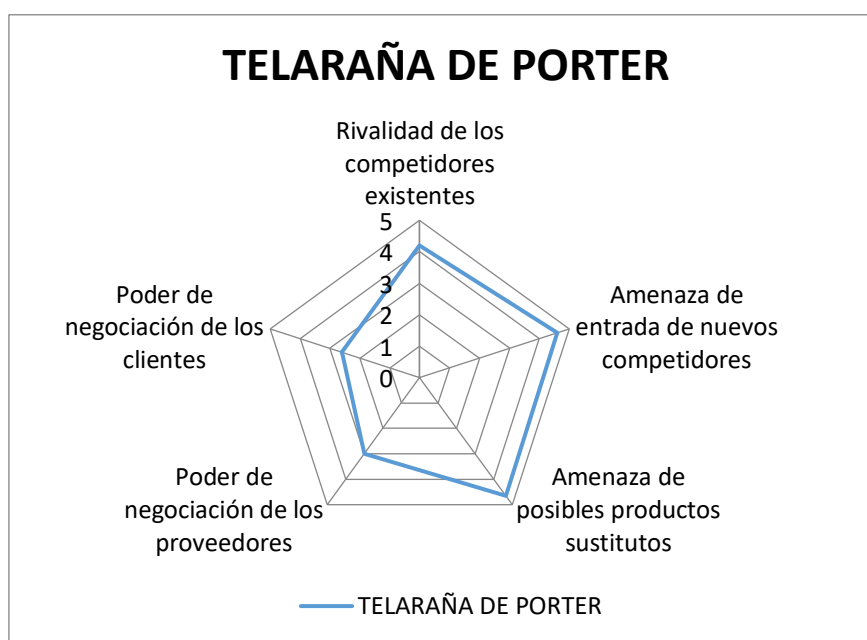 TELARAÑA DE PORTER
Rivalidad de los
competidores
existentes
5
4
3
2
1
0
Amenaza de
entrada de nuevos
competidores
Amenaza de
posibles productos
sustitutos
Poder de
negociación de los
proveedores
Poder de
negociación de los
clientes
TELARAÑA DE PORTER